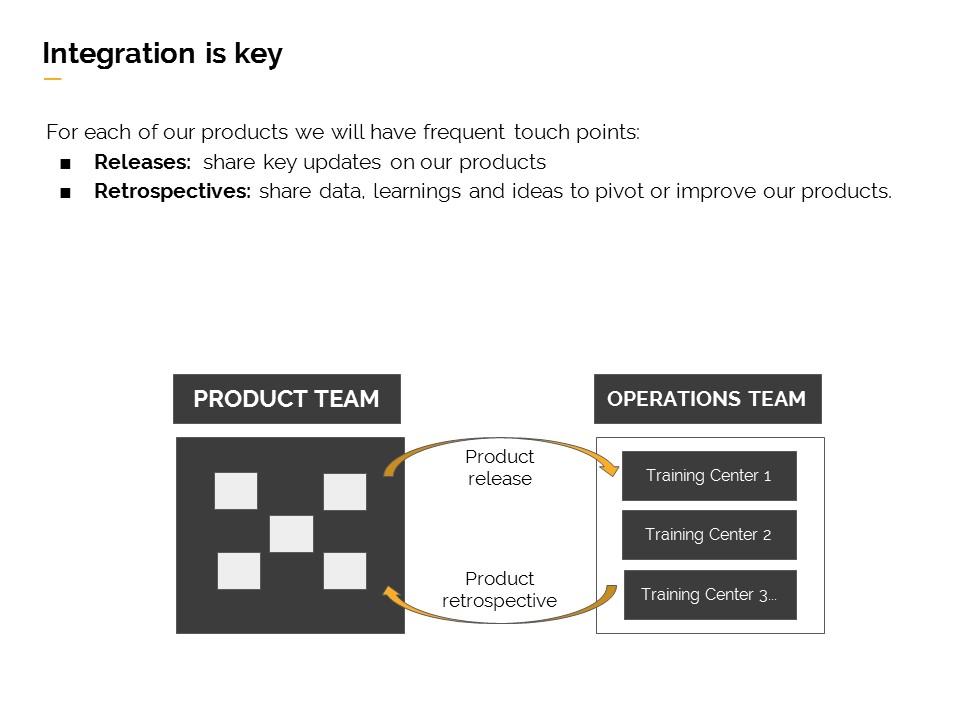 Integration is key
For each of our products we will have frequent touch points:
■ Releases: share key updates on our products
■ Retrospectives: share data, learnings and ideas to pivot or improve our products.
PRODUCT TEAM
OPERATIONS TEAM
Product
release
Training Center 1
Training Center 2
Product
retrospective
Training Center 3...